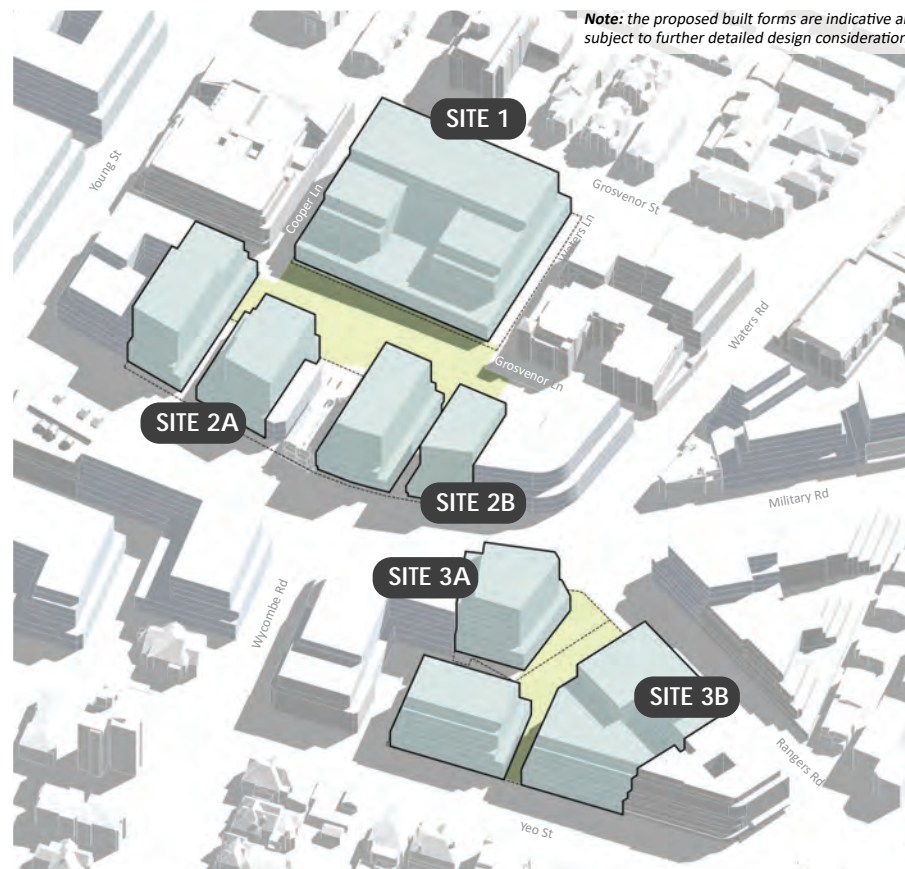 Note: the proposed built forms are indicative a
subject to further detailed design consideration
SITE 1
Young St
Cooper Ln
Grosvenor St
Waters Ln
Waters Rd
Grosvenor Ln
SITE 2A
SITE 2B
Military Rd
SITE 3A
Wycombe Rd
SITE 3B
Rangers Rd
Yeo St